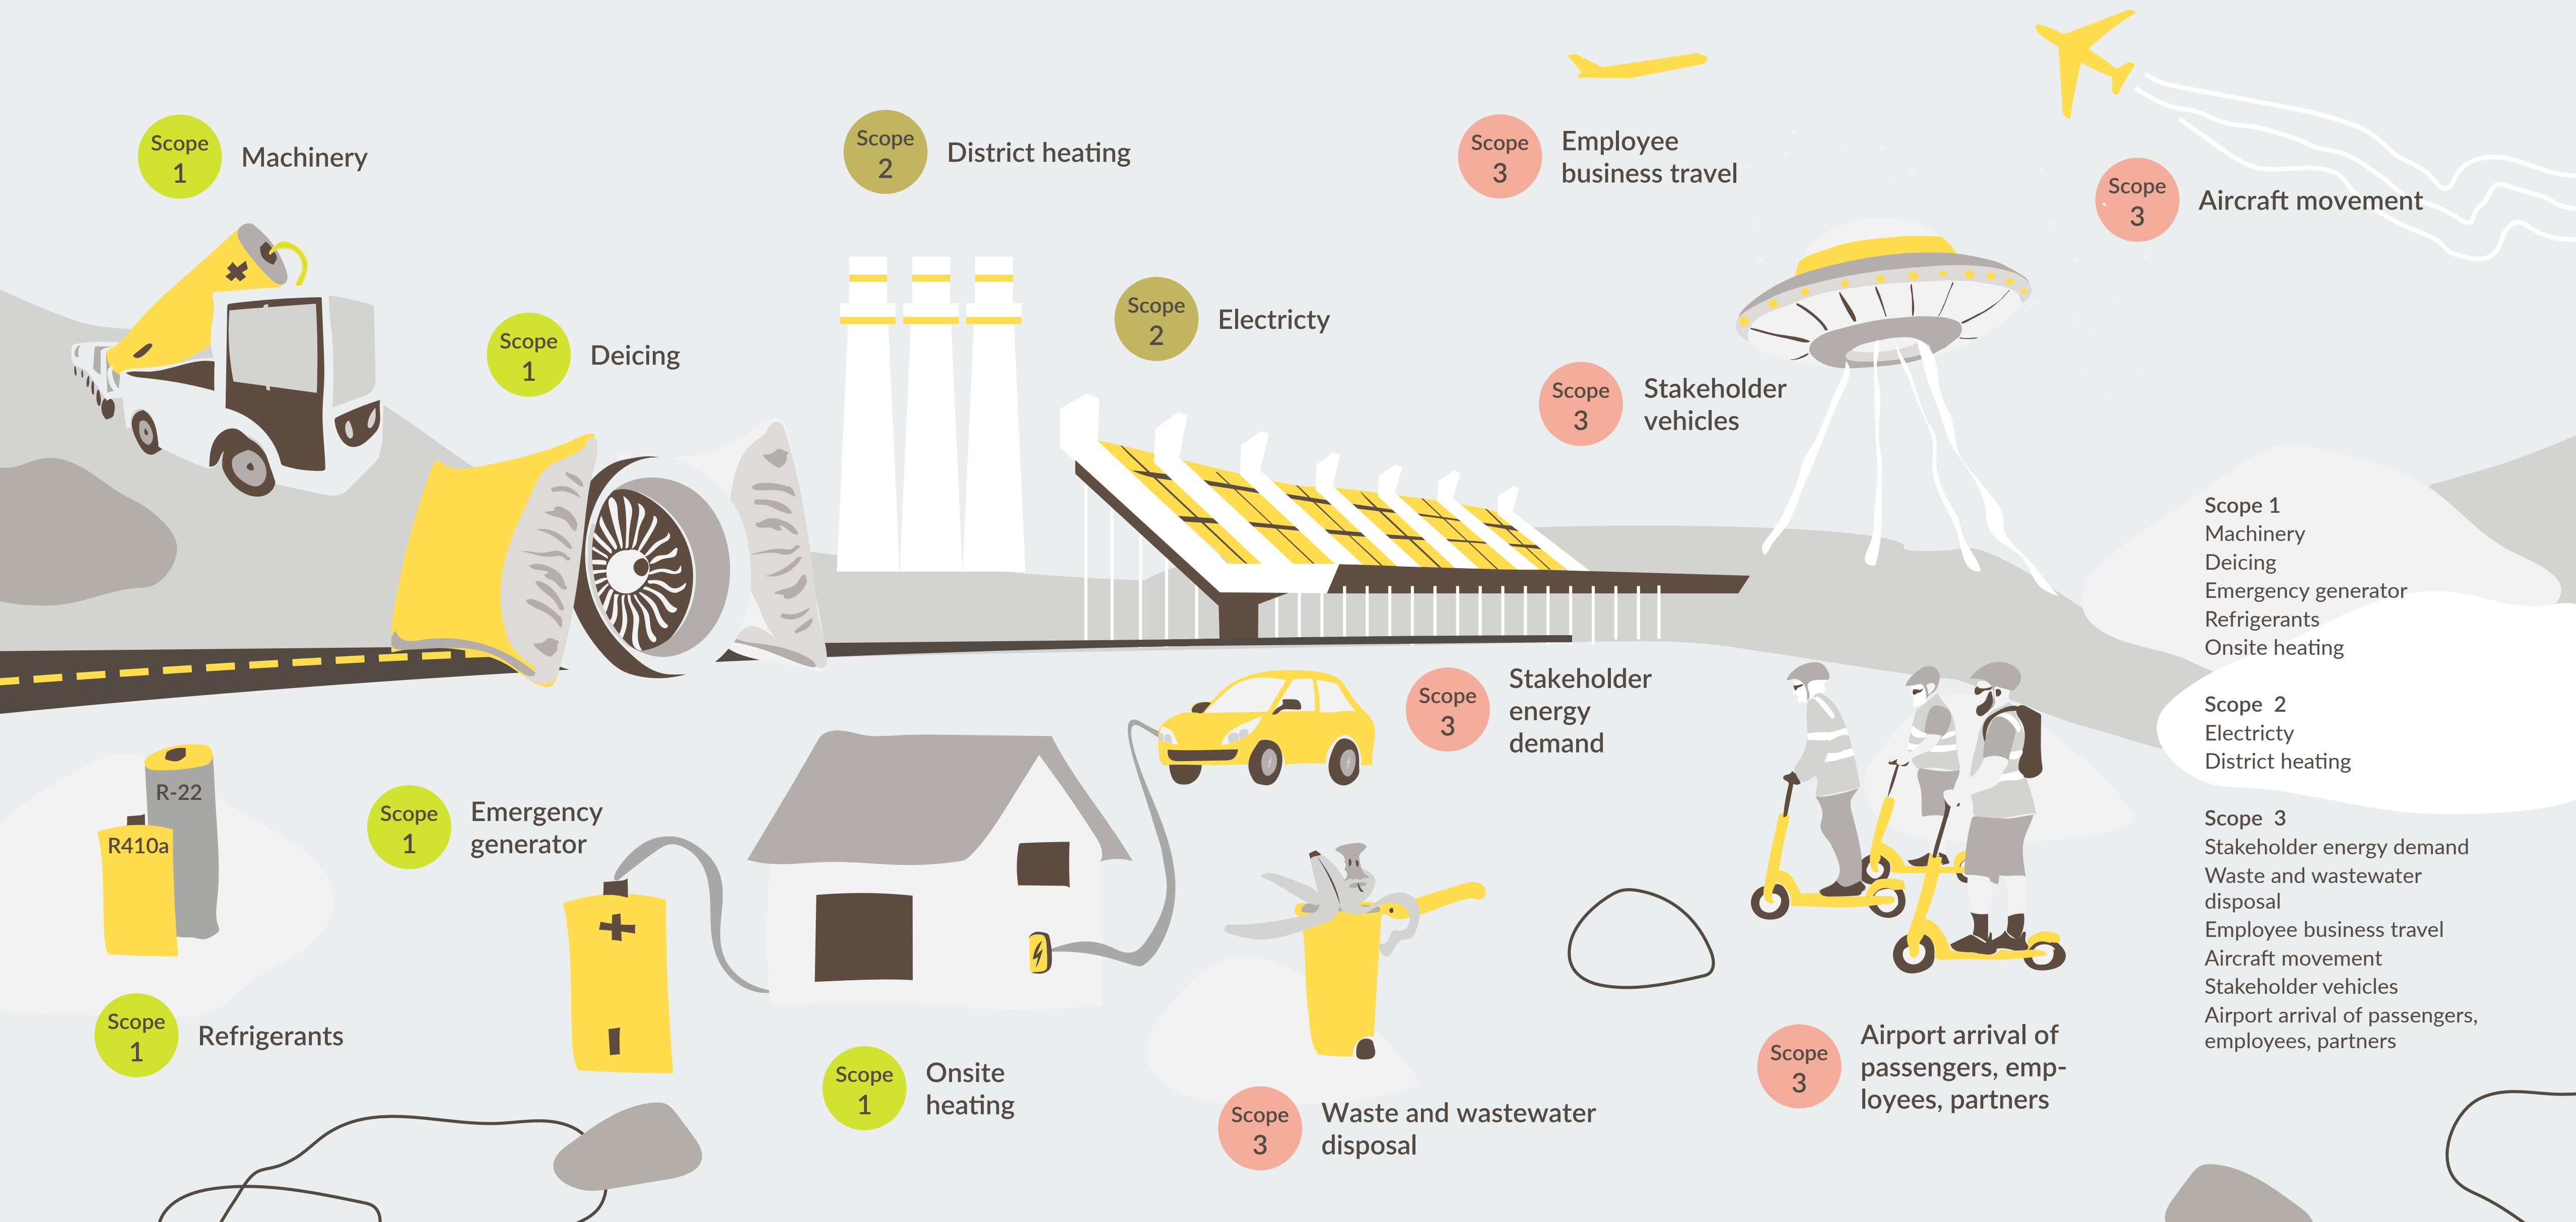 Scope
1
Machinery
Scope
2
District heating
Scope
3
Employee
business travel
Scope
3
Aircraft movement
Scope
1
Deicing
Scope
2
Electricty
Scope
3
Stakeholder
vehicles
Scope
3
Stakeholder
energy
demand
R-22
R410a
Scope
1
Emergency
generator
Scope
1
Refrigerants
Scope
1
Onsite
heating
Scope
3
Waste and wastewater
disposal
Scope
3
Airport arrival of
passengers, emp-
loyees, partners
Scope 1
Machinery
Deicing
Emergency generator
Refrigerants
Onsite heating
Scope 2
Electricty
District heating
Scope 3
Stakeholder energy demand
Waste and wastewater
disposal
Employee business travel
Aircraft movement
Stakeholder vehicles
Airport arrival of passengers,
employees, partners